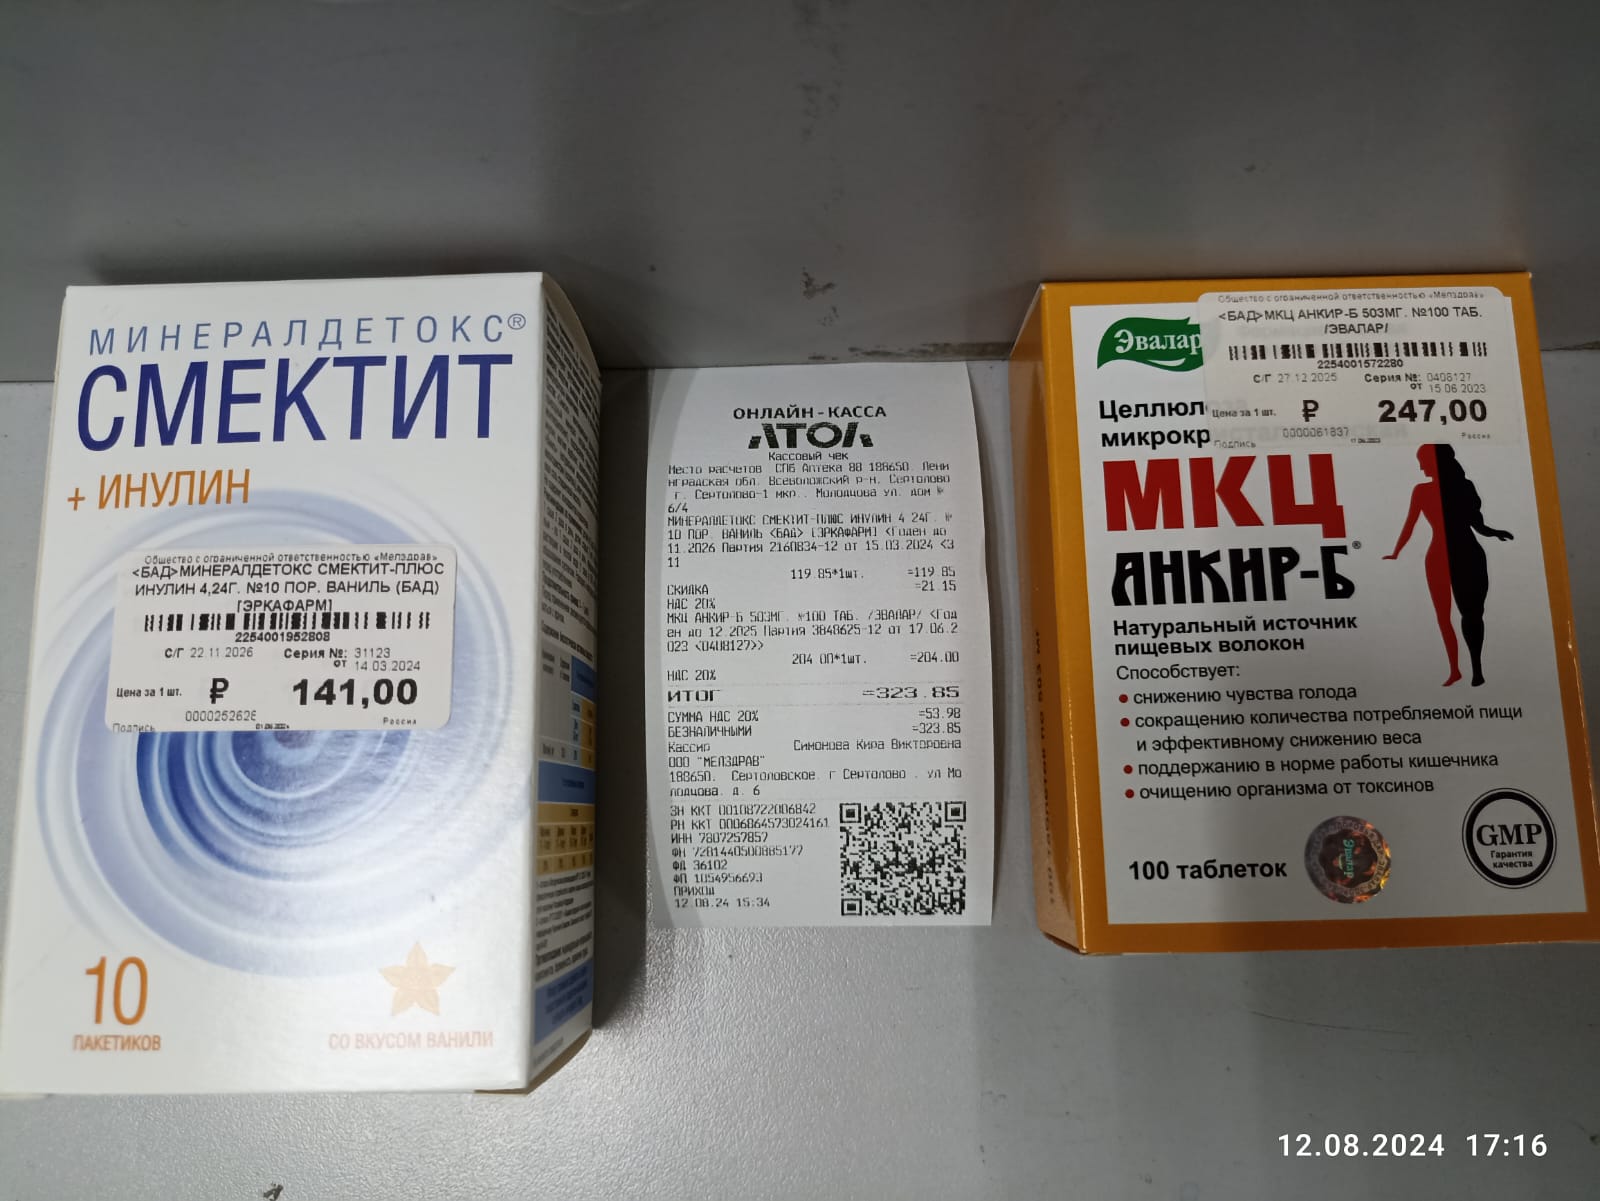 МИНЕРАЛДЕТОКС®
СМЕКТИТ
+ ИНУЛИН
Общество с ограниченной ответственностью «Мелздрав»
<БАД>МИНЕРАЛДЕТОКС СМЕКТИТ-ПЛЮС
ИНУЛИН 4,24Г. №10 ПОР. ВАНИЛЬ (БАД)
[ЭРКАФАРМ]
2254001952808
С/Г 22.11.2026 Серия №: 31123
от 14.03.2024
Цена за 1 шт. ₽ 141,00
0000252628
Подпись Россия
10
ПАКЕТИКОВ
СО ВКУСОМ ВАНИЛИ
ОНЛАЙН-КАССА
АТОЛ
Кассовый чек
Место расчетов СПБ Аптека 88 188650. Лени
нградская обл. Всеволожский р-н. Сертолово
г. Сертолово-1 мкр.. Молодцова ул. дом №
6/4
МИНЕРАЛДЕТОКС СМЕКТИТ-ПЛЮС ИНУЛИН 4 24Г. №
10 ПОР. ВАНИЛЬ <БАД> [ЭРКАФАРМ] <Годен до
11.2026 Партия 2160834-12 от 15.03.2024 <3
11
119.85*1шт. =119.85
СКИДКА =21.15
НДС 20%
МКЦ АНКИР-Б 503МГ. №100 ТАБ. /ЭВАЛАР/ <Год
ен до 12.2025 Партия 3848625-12 от 17.06.2
023 <0408127>>
204.00*1шт. =204.00
НДС 20%
ИТОГ =323.85
СУММА НДС 20% =53.98
БЕЗНАЛИЧНЫМИ =323.85
Кассир Симонова Кира Викторовна
ООО "МЕЛЗДРАВ"
188650. Сертоловское. г Сертолово . ул Мо
лодцова. д. 6
ЗН ККТ 00108722006842
РН ККТ 0006864573024161
ИНН 7807257857
ФН 7281440500885177
ФД 36102
ФП 1054956693
ПРИХОД
12.08.24 15:34
Эвалар
Общество с ограниченной ответственностью «Мелздрав»
<БАД>МКЦ АНКИР-Б 503МГ. №100 ТАБ.
/ЭВАЛАР/
2254001572280
С/Г 27.12.2025 Серия №: 0408127
от 15.06.2023
Цена за 1 шт. ₽ 247,00
0000061837
Подпись Россия
Целлюл
микрокр
МКЦ
АНКИР-Б®
Натуральный источник
пищевых волокон
Способствует:
• снижению чувства голода
• сокращению количества потребляемой пищи
и эффективному снижению веса
• поддержанию в норме работы кишечника
• очищению организма от токсинов
100 таблеток
Эвалар
GMP
Гарантия
качества
12.08.2024 17:16